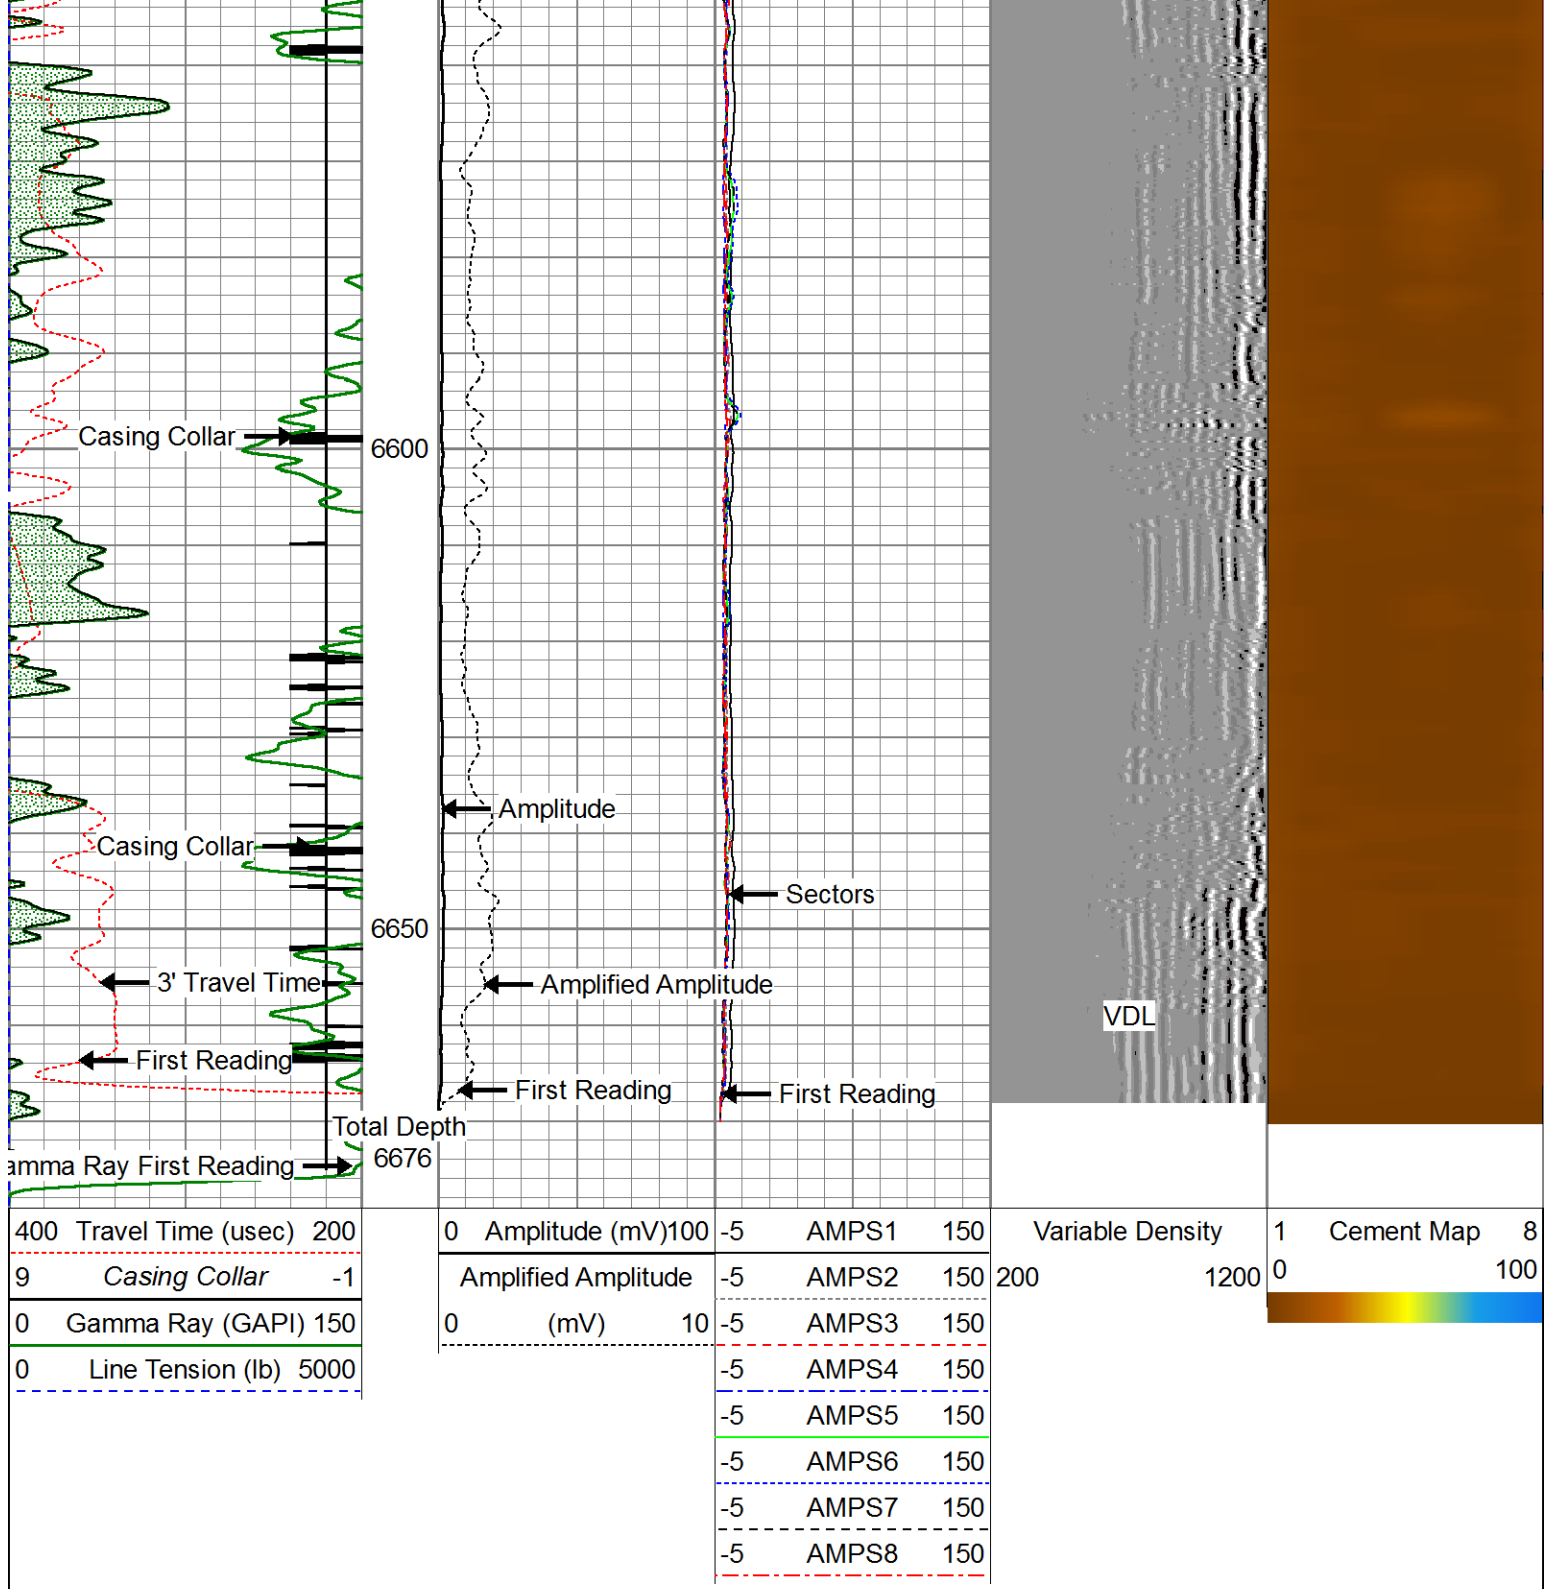 Casing Collar
6600
Amplitude
Casing Collar
Sectors
6650
3' Travel Time
Amplified Amplitude
VDL
First Reading
First Reading
First Reading
Total Depth
6676
amma Ray First Reading
400 Travel Time (usec) 200
9 Casing Collar -1
0 Gamma Ray (GAPI) 150
0 Line Tension (lb) 5000
0 Amplitude (mV) 100
Amplified Amplitude
0 (mV) 10
-5 AMPS1 150
-5 AMPS2 150
-5 AMPS3 150
-5 AMPS4 150
-5 AMPS5 150
-5 AMPS6 150
-5 AMPS7 150
-5 AMPS8 150
Variable Density
200 1200
1 Cement Map 8
0 100